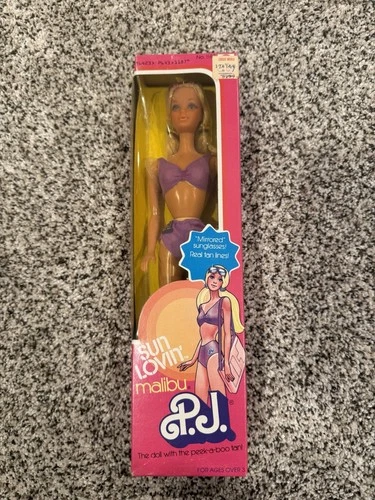 "Mirrored"
sunglasses!
Real tan lines!
SUN
LOVIN'
malibu
P.J.®
The doll with the peek-a-boo tan!
FOR AGES OVER 3